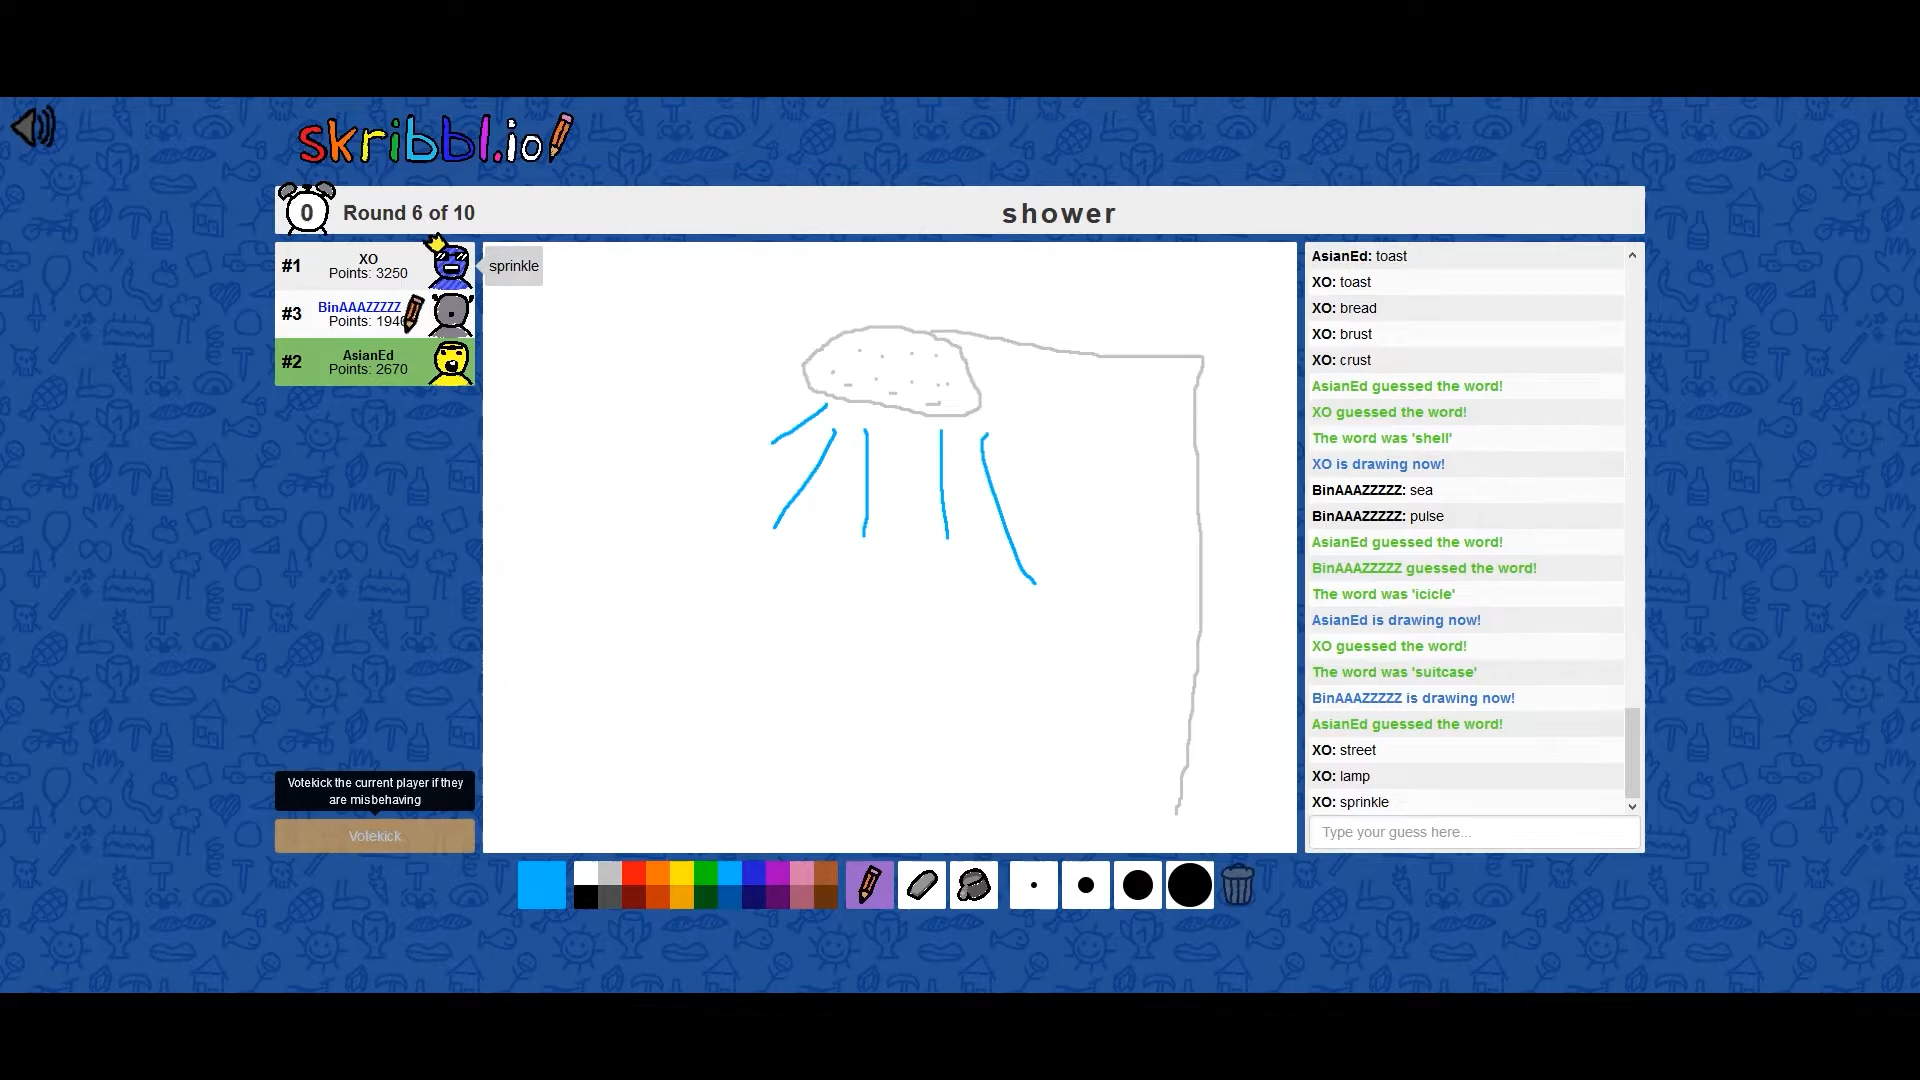 skribbl.io
0
Round 6 of 10
shower
#1
XO
Points: 3250
sprinkle
#3
BinAAAZZZZZ
Points: 1940
#2
AsianEd
Points: 2670
Votekick the current player if they
are misbehaving
Votekick
AsianEd: toast
XO: toast
XO: bread
XO: brust
XO: crust
AsianEd guessed the word!
XO guessed the word!
The word was 'shell'
XO is drawing now!
BinAAAZZZZZ: sea
BinAAAZZZZZ: pulse
AsianEd guessed the word!
BinAAAZZZZZ guessed the word!
The word was 'icicle'
AsianEd is drawing now!
XO guessed the word!
The word was 'suitcase'
BinAAAZZZZZ is drawing now!
AsianEd guessed the word!
XO: street
XO: lamp
XO: sprinkle
Type your guess here...